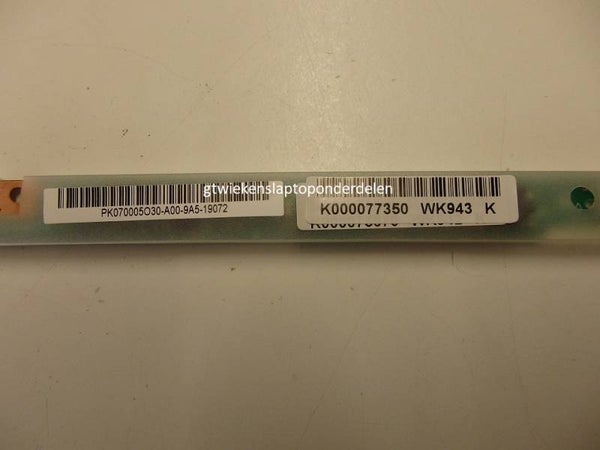 gtwiekenslaptoponderdelen
PK070005O30-A00-9A5-19072
K000077350 WK943 K